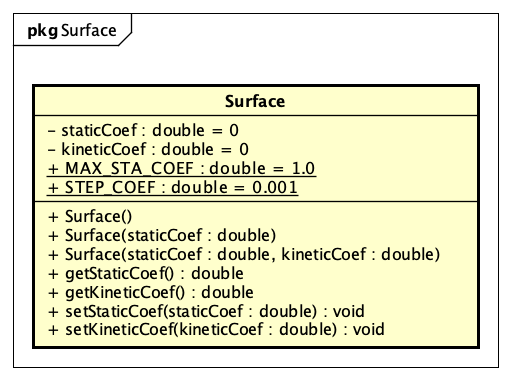 pkg Surface
Surface
- staticCoef : double = 0
- kineticCoef : double = 0
+ MAX_STA_COEF : double = 1.0
+ STEP_COEF : double = 0.001
+ Surface()
+ Surface(staticCoef : double)
+ Surface(staticCoef : double, kineticCoef : double)
+ getStaticCoef() : double
+ getKineticCoef() : double
+ setStaticCoef(staticCoef : double) : void
+ setKineticCoef(kineticCoef : double) : void